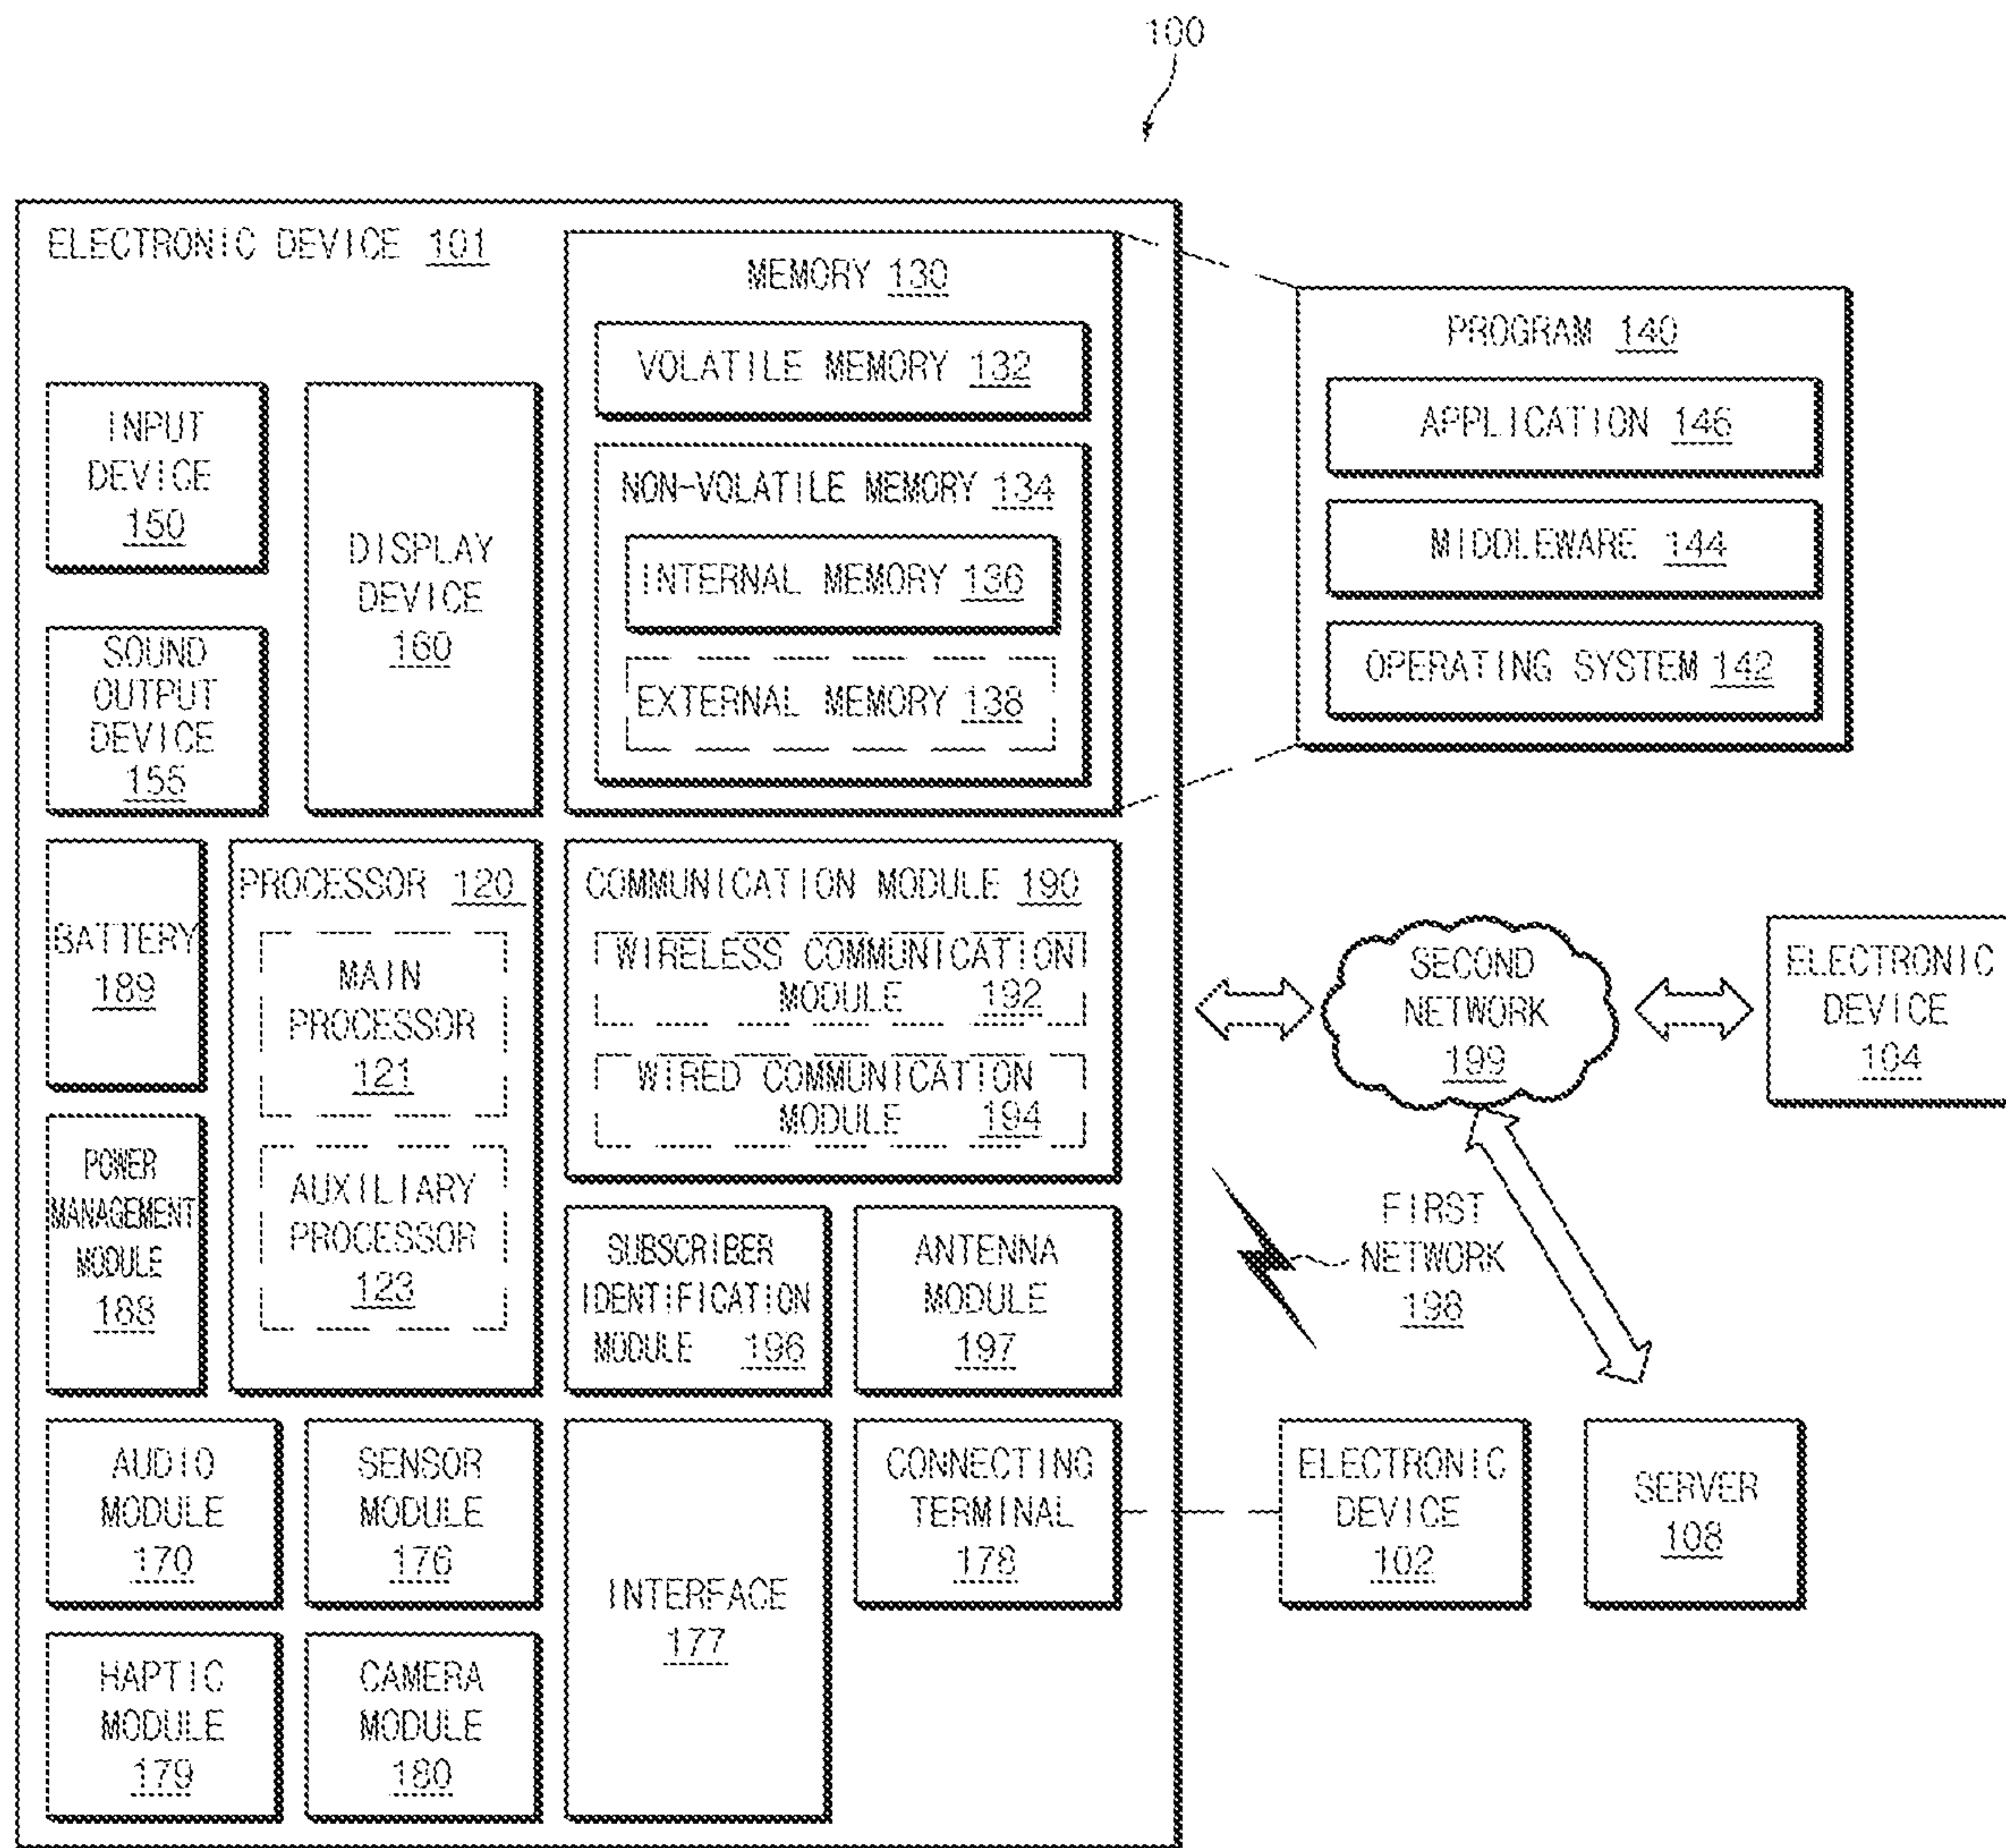 100
ELECTRONIC DEVICE 101
MEMORY 130
VOLATILE MEMORY 132
NON-VOLATILE MEMORY 134
INTERNAL MEMORY 136
EXTERNAL MEMORY 138
PROGRAM 140
APPLICATION 146
MIDDLEWARE 144
OPERATING SYSTEM 142
INPUT
DEVICE
150
SOUND
OUTPUT
DEVICE
155
DISPLAY
DEVICE
160
BATTERY
189
POWER
MANAGEMENT
MODULE
188
PROCESSOR 120
MAIN
PROCESSOR
121
AUXILIARY
PROCESSOR
123
COMMUNICATION MODULE 190
WIRELESS COMMUNICATION
MODULE 192
WIRED COMMUNICATION
MODULE 194
SUBSCRIBER
IDENTIFICATION
MODULE 196
ANTENNA
MODULE
197
SECOND
NETWORK
199
ELECTRONIC
DEVICE
104
FIRST
NETWORK
198
AUDIO
MODULE
170
SENSOR
MODULE
176
INTERFACE
177
CONNECTING
TERMINAL
178
ELECTRONIC
DEVICE
102
SERVER
108
HAPTIC
MODULE
179
CAMERA
MODULE
180